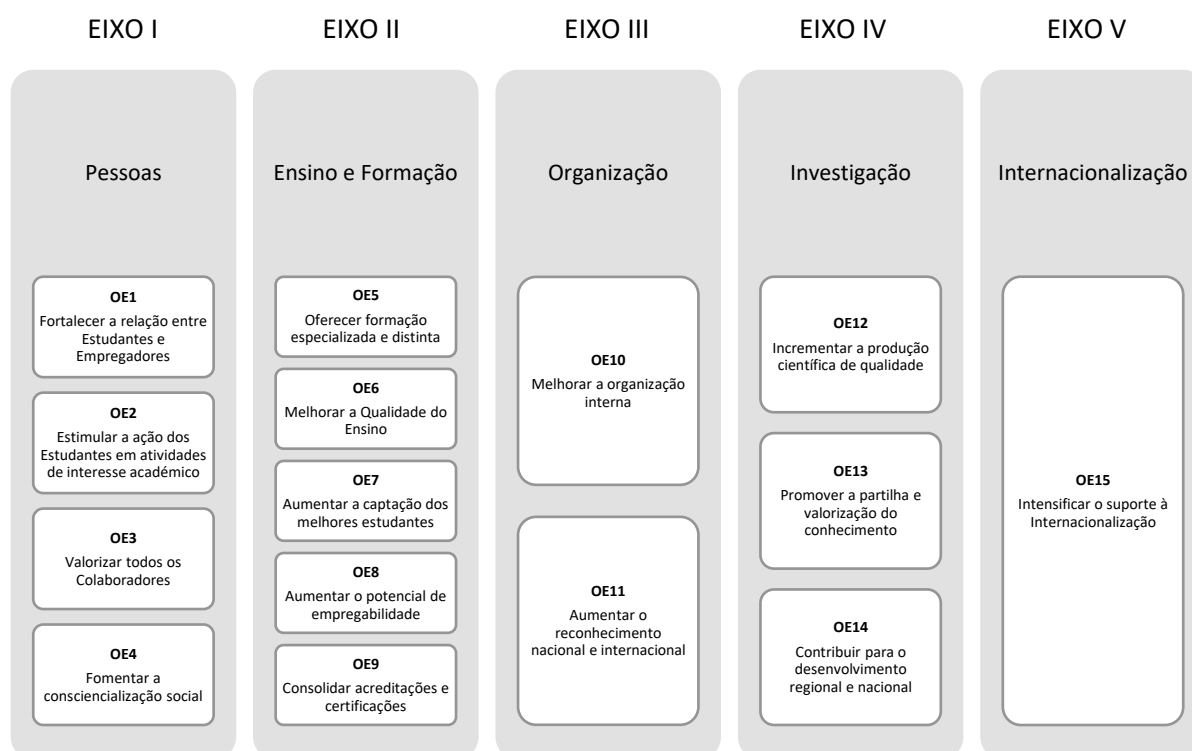 EIXO I
EIXO II
EIXO III
EIXO IV
EIXO V
Pessoas
Ensino e Formação
Organização
Investigação
Internacionalização
OE1
Fortalecer a relação entre
Estudantes e
Empregadores
OE2
Estimular a ação dos
Estudantes em atividades
de interesse académico
OE3
Valorizar todos os
Colaboradores
OE4
Fomentar a
consciencialização social
OE5
Oferecer formação
especializada e distinta
OE6
Melhorar a Qualidade do
Ensino
OE7
Aumentar a captação dos
melhores estudantes
OE8
Aumentar o potencial de
empregabilidade
OE9
Consolidar acreditações e
certificações
OE10
Melhorar a organização
interna
OE11
Aumentar o
reconhecimento
nacional e internacional
OE12
Incrementar a produção
científica de qualidade
OE13
Promover a partilha e
valorização do
conhecimento
OE14
Contribuir para o
desenvolvimento
regional e nacional
OE15
Intensificar o suporte à
Internacionalização